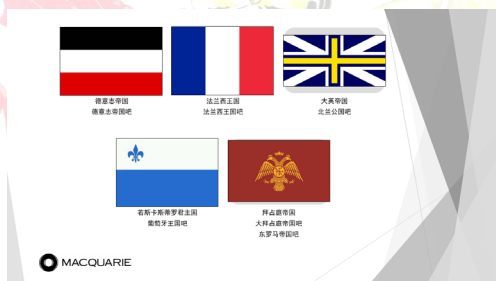 德意志帝国
德意志帝国吧
法兰西王国
法兰西王国吧
大英帝国
北兰公国吧
若斯卡斯蒂罗君主国
葡萄牙王国吧
拜占庭帝国
大拜占庭帝国吧
东罗马帝国吧
MACQUARIE